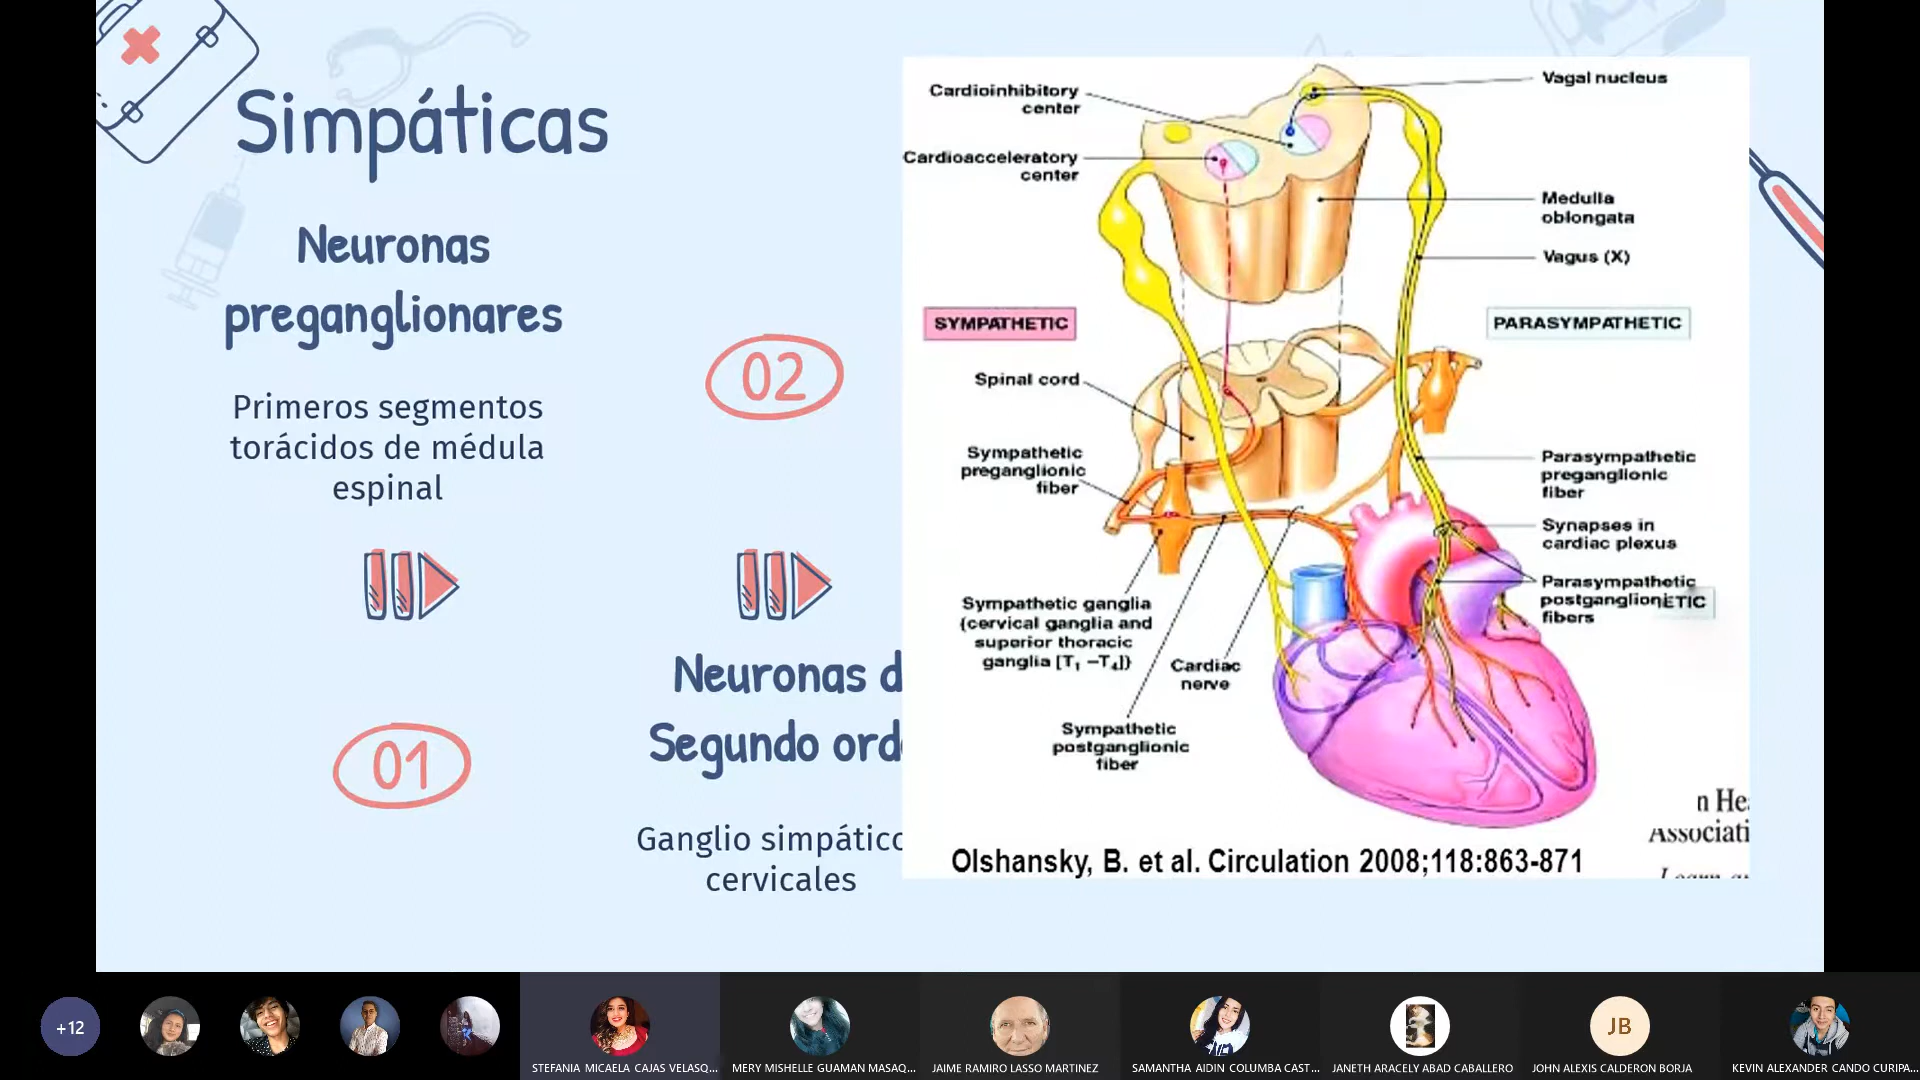 Simpáticas
Neuronas
preganglionares
Primeros segmentos
torácidos de médula
espinal
01
02
Neuronas d
Segundo ord
Ganglio simpático
cervicales
Cardioinhibitory
center
Cardioacceleratory
center
SYMPATHETIC
Spinal cord
Sympathetic
preganglionic
fiber
Sympathetic ganglia
(cervical ganglia and
superior thoracic
ganglia [T1 –T4])
Cardiac
nerve
Sympathetic
postganglionic
fiber
Vagal nucleus
Medulla
oblongata
Vagus (X)
PARASYMPATHETIC
Parasympathetic
preganglionic
fiber
Synapses in
cardiac plexus
Parasympathetic
postganglioniETIC
fibers
n He
Associati
Olshansky, B. et al. Circulation 2008;118:863-871
+12
STEFANIA MICAELA CAJAS VELASQ...
MERY MISHELLE GUAMAN MASAQ...
JAIME RAMIRO LASSO MARTINEZ
SAMANTHA AIDIN COLUMBA CAST...
JANETH ARACELY ABAD CABALLERO
JB
JOHN ALEXIS CALDERON BORJA
KEVIN ALEXANDER CANDO CURIPA...